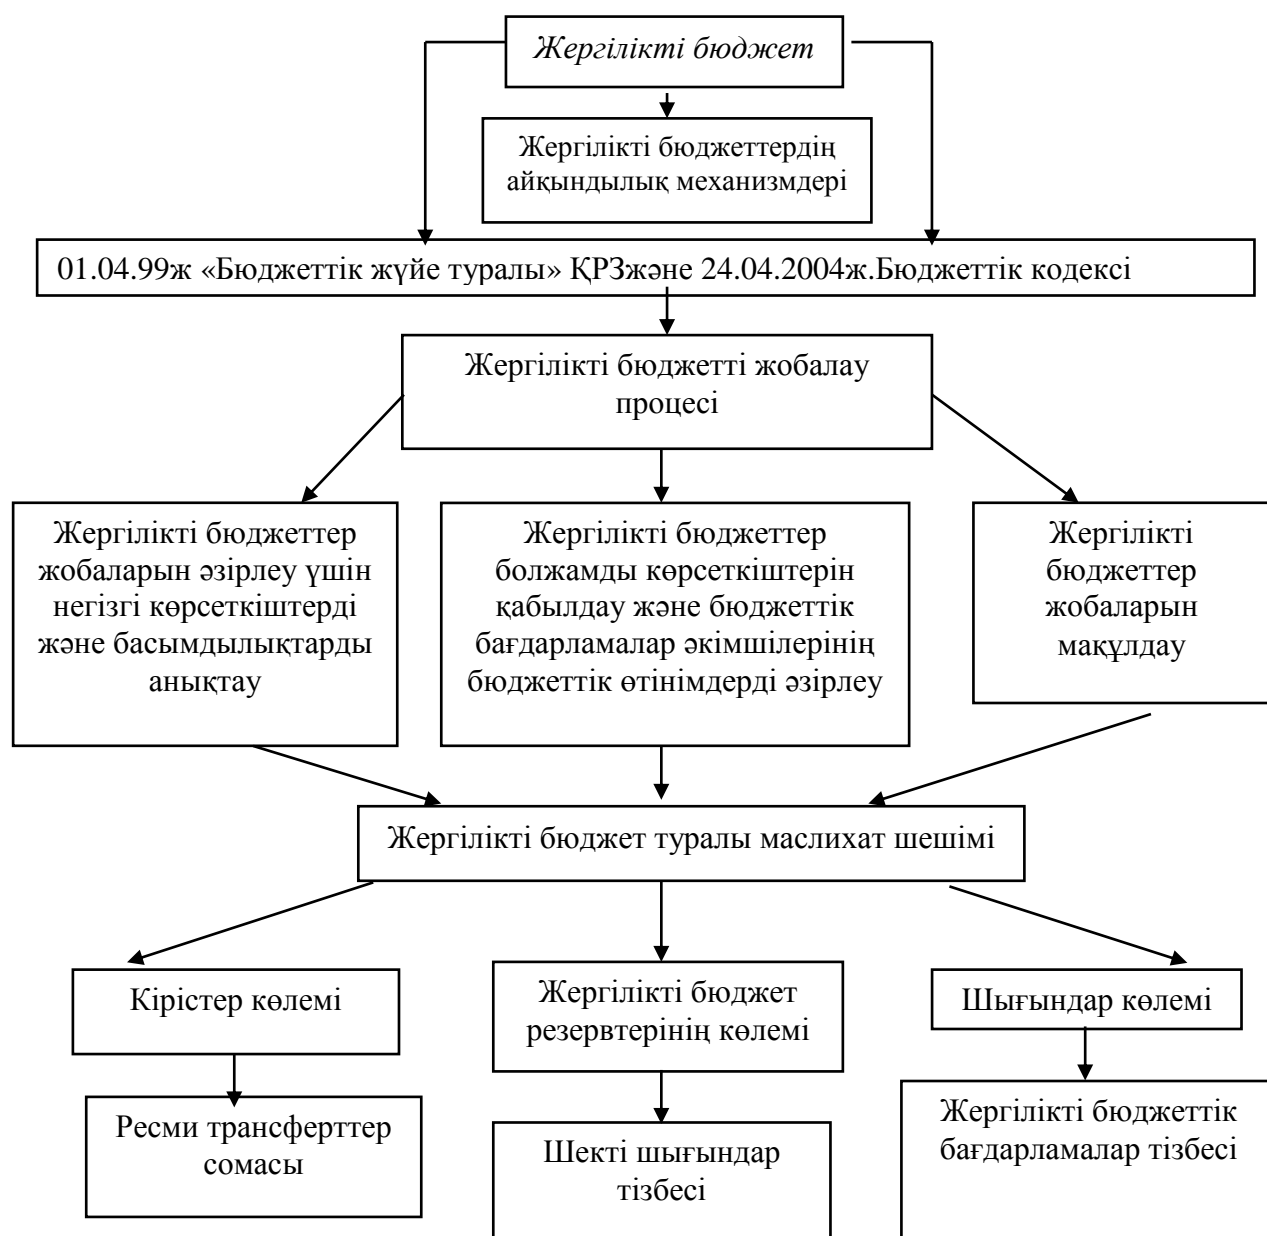 Жергілікті бюджет
Жергілікті бюджеттердің
айқындылық механизмдері
01.04.99ж «Бюджеттік жүйе туралы» ҚРЗжәне 24.04.2004ж.Бюджеттік кодексі
Жергілікті бюджетті жобалау
процесі
Жергілікті бюджеттер
жобаларын әзірлеу үшін
негізгі көрсеткіштерді
және басымдылықтарды
анықтау
Жергілікті бюджеттер
болжамды көрсеткіштерін
қабылдау және бюджеттік
бағдарламалар әкімшілерінің
бюджеттік өтінімдерді әзірлеу
Жергілікті
бюджеттер
жобаларын
мақұлдау
Жергілікті бюджет туралы маслихат шешімі
Кірістер көлемі
Жергілікті бюджет
резервтерінің көлемі
Шығындар көлемі
Ресми трансферттер
сомасы
Шекті шығындар
тізбесі
Жергілікті бюджеттік
бағдарламалар тізбесі